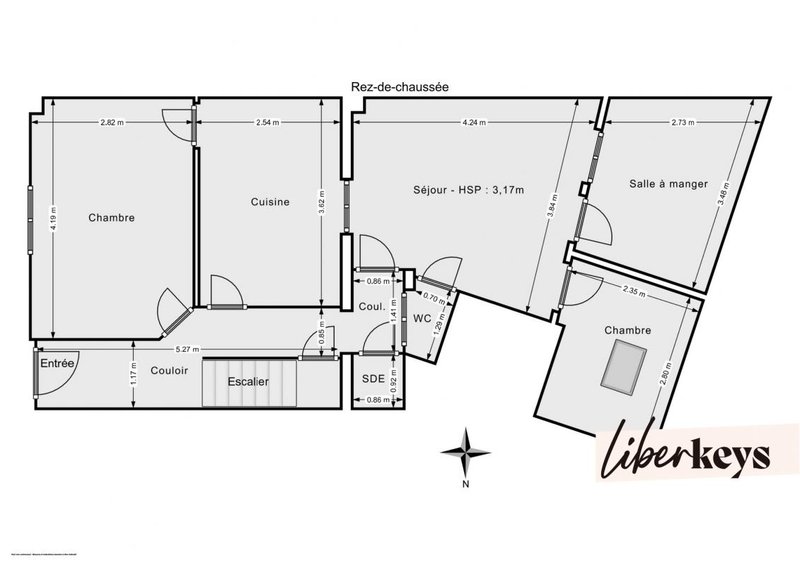 Rez-de-chaussée
2.82 m
2.54 m
4.24 m
2.73 m
4.19 m
3.62 m
3.84 m
3.48 m
Chambre
Cuisine
Séjour - HSP : 3,17m
Salle à manger
0.86 m
0.70 m
2.35 m
Coul.
1.41 m
WC
1.29 m
0.85 m
Chambre
2.80 m
5.27 m
Entrée
1.17 m
Couloir
Escalier
SDE
0.92 m
0.86 m
liberkeys
N